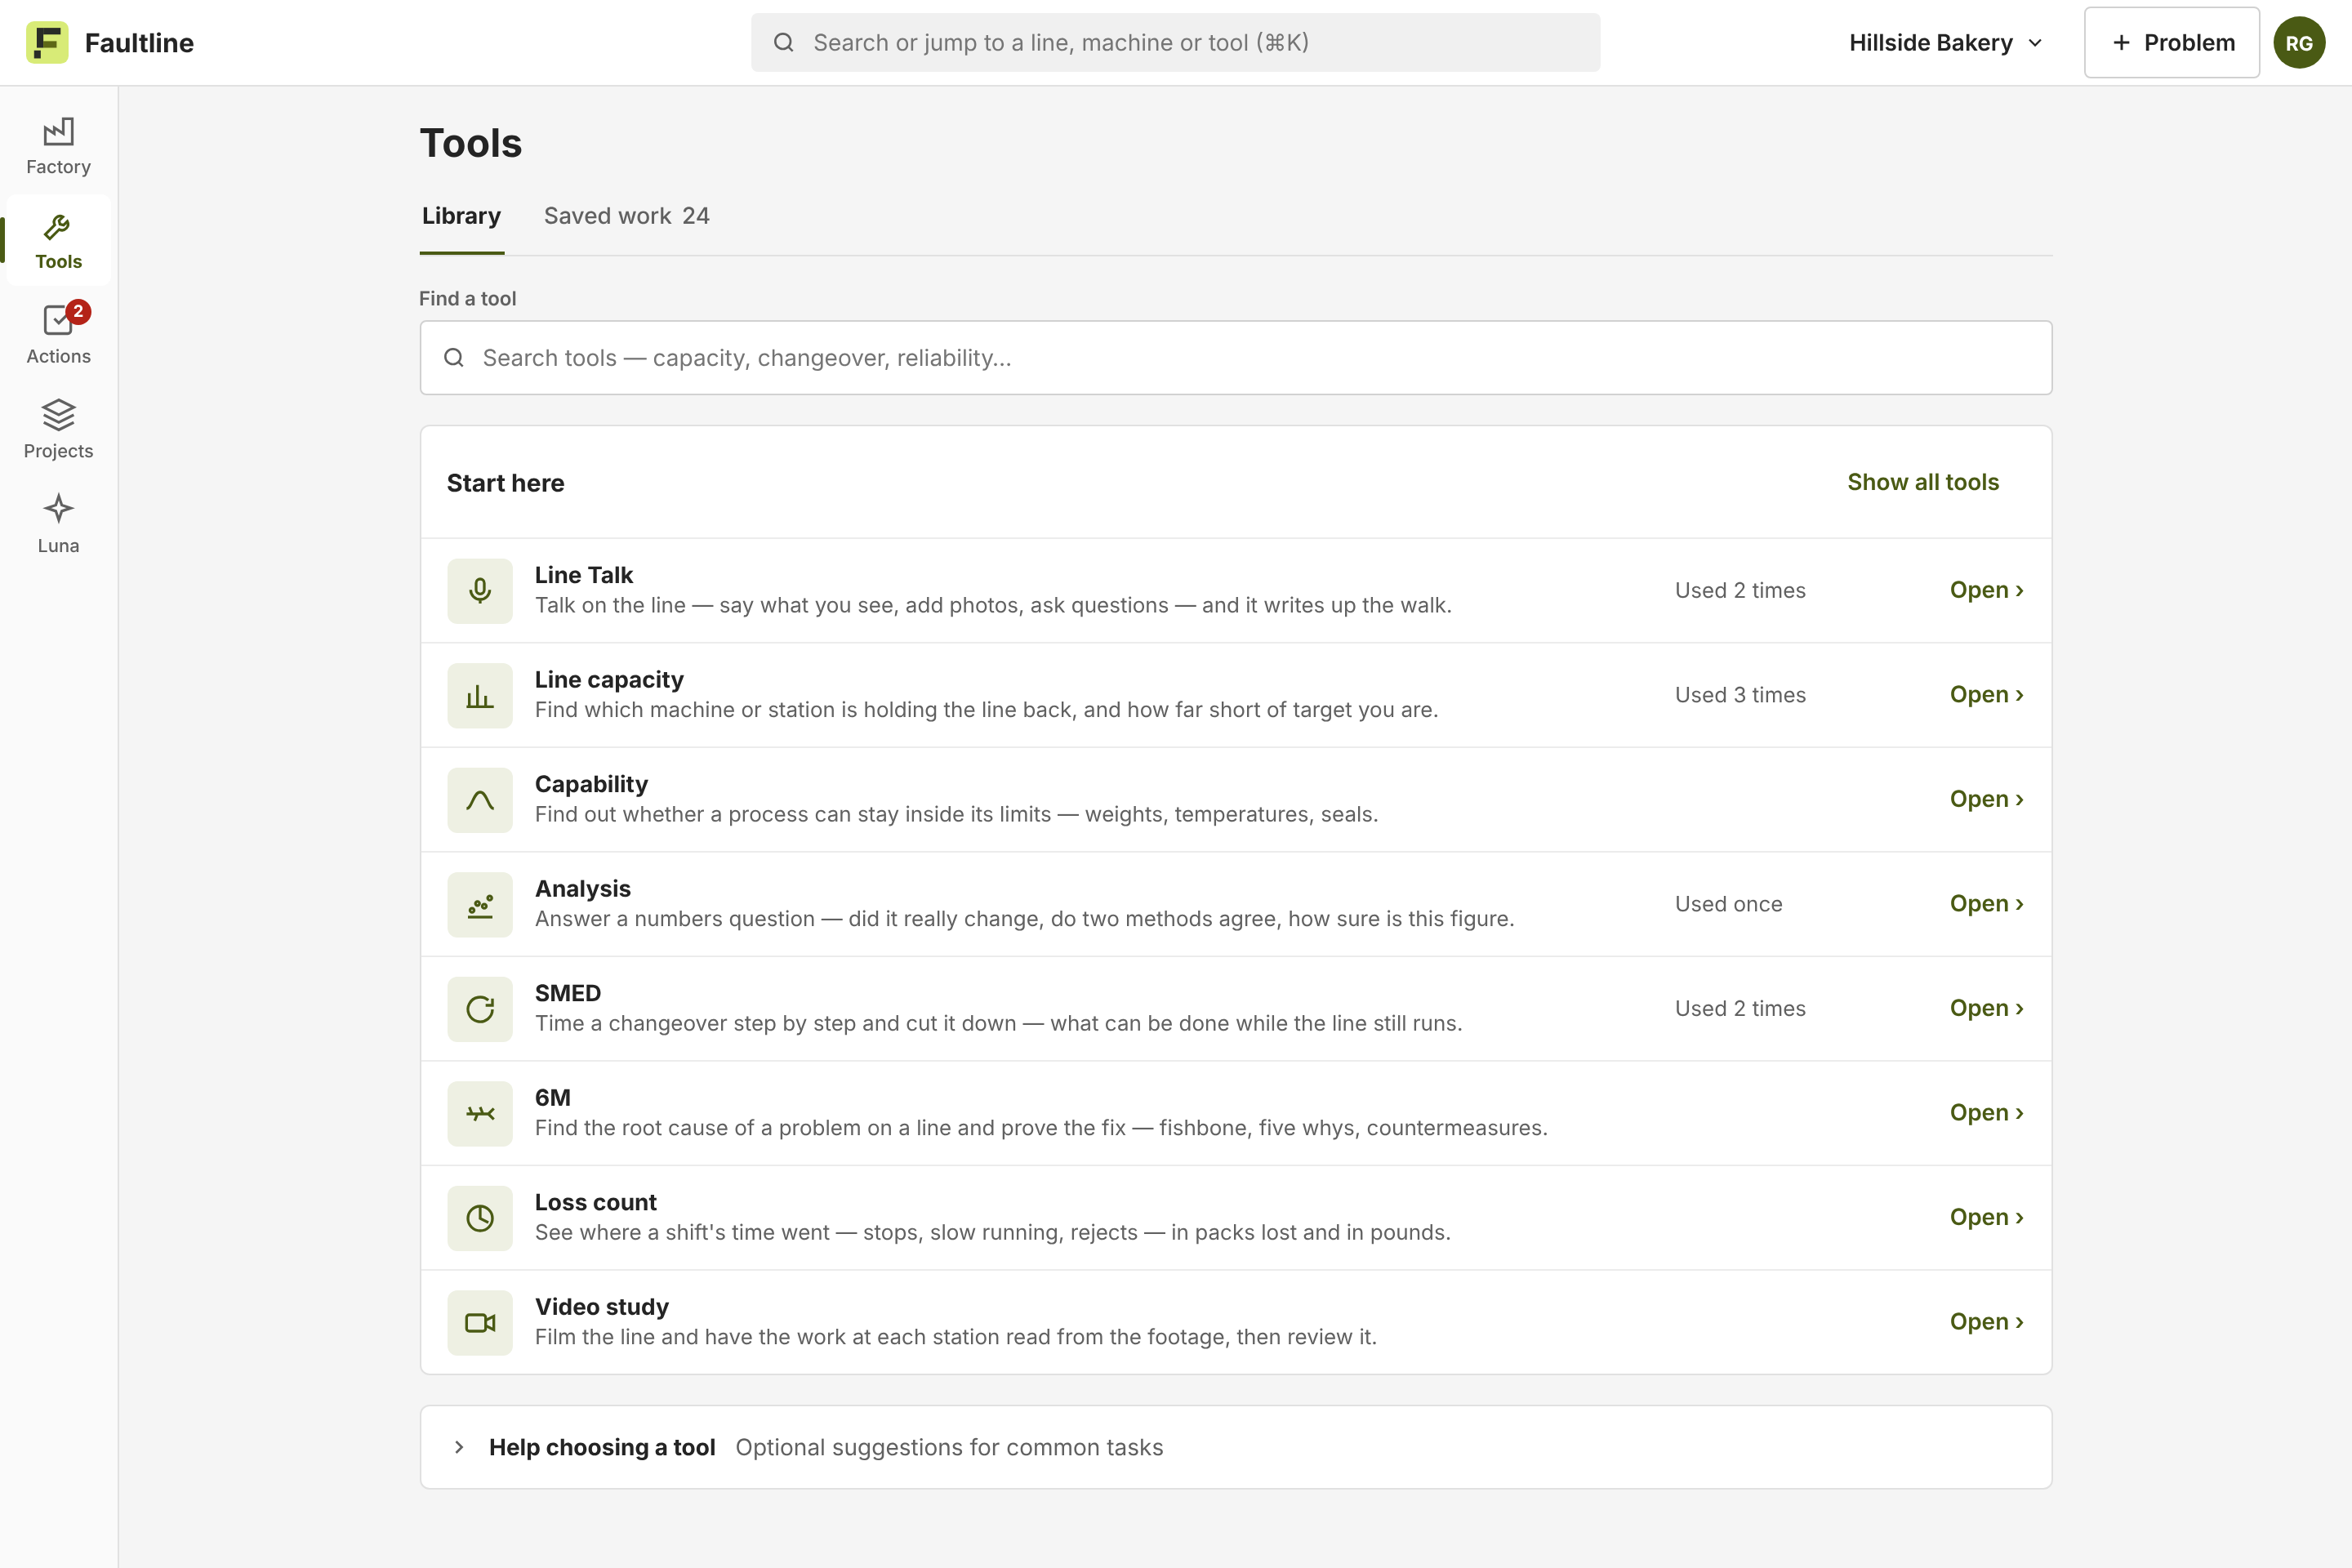 Faultline
Search or jump to a line, machine or tool (⌘K)
Hillside Bakery
+ Problem
RG
Factory
Tools
2
Actions
Projects
Luna
Tools
Library
Saved work 24
Find a tool
Search tools — capacity, changeover, reliability...
Start here
Show all tools
Line Talk
Talk on the line — say what you see, add photos, ask questions — and it writes up the walk.
Used 2 times
Open ›
Line capacity
Find which machine or station is holding the line back, and how far short of target you are.
Used 3 times
Open ›
Capability
Find out whether a process can stay inside its limits — weights, temperatures, seals.
Open ›
Analysis
Answer a numbers question — did it really change, do two methods agree, how sure is this figure.
Used once
Open ›
SMED
Time a changeover step by step and cut it down — what can be done while the line still runs.
Used 2 times
Open ›
6M
Find the root cause of a problem on a line and prove the fix — fishbone, five whys, countermeasures.
Open ›
Loss count
See where a shift's time went — stops, slow running, rejects — in packs lost and in pounds.
Open ›
Video study
Film the line and have the work at each station read from the footage, then review it.
Open ›
Help choosing a tool
Optional suggestions for common tasks